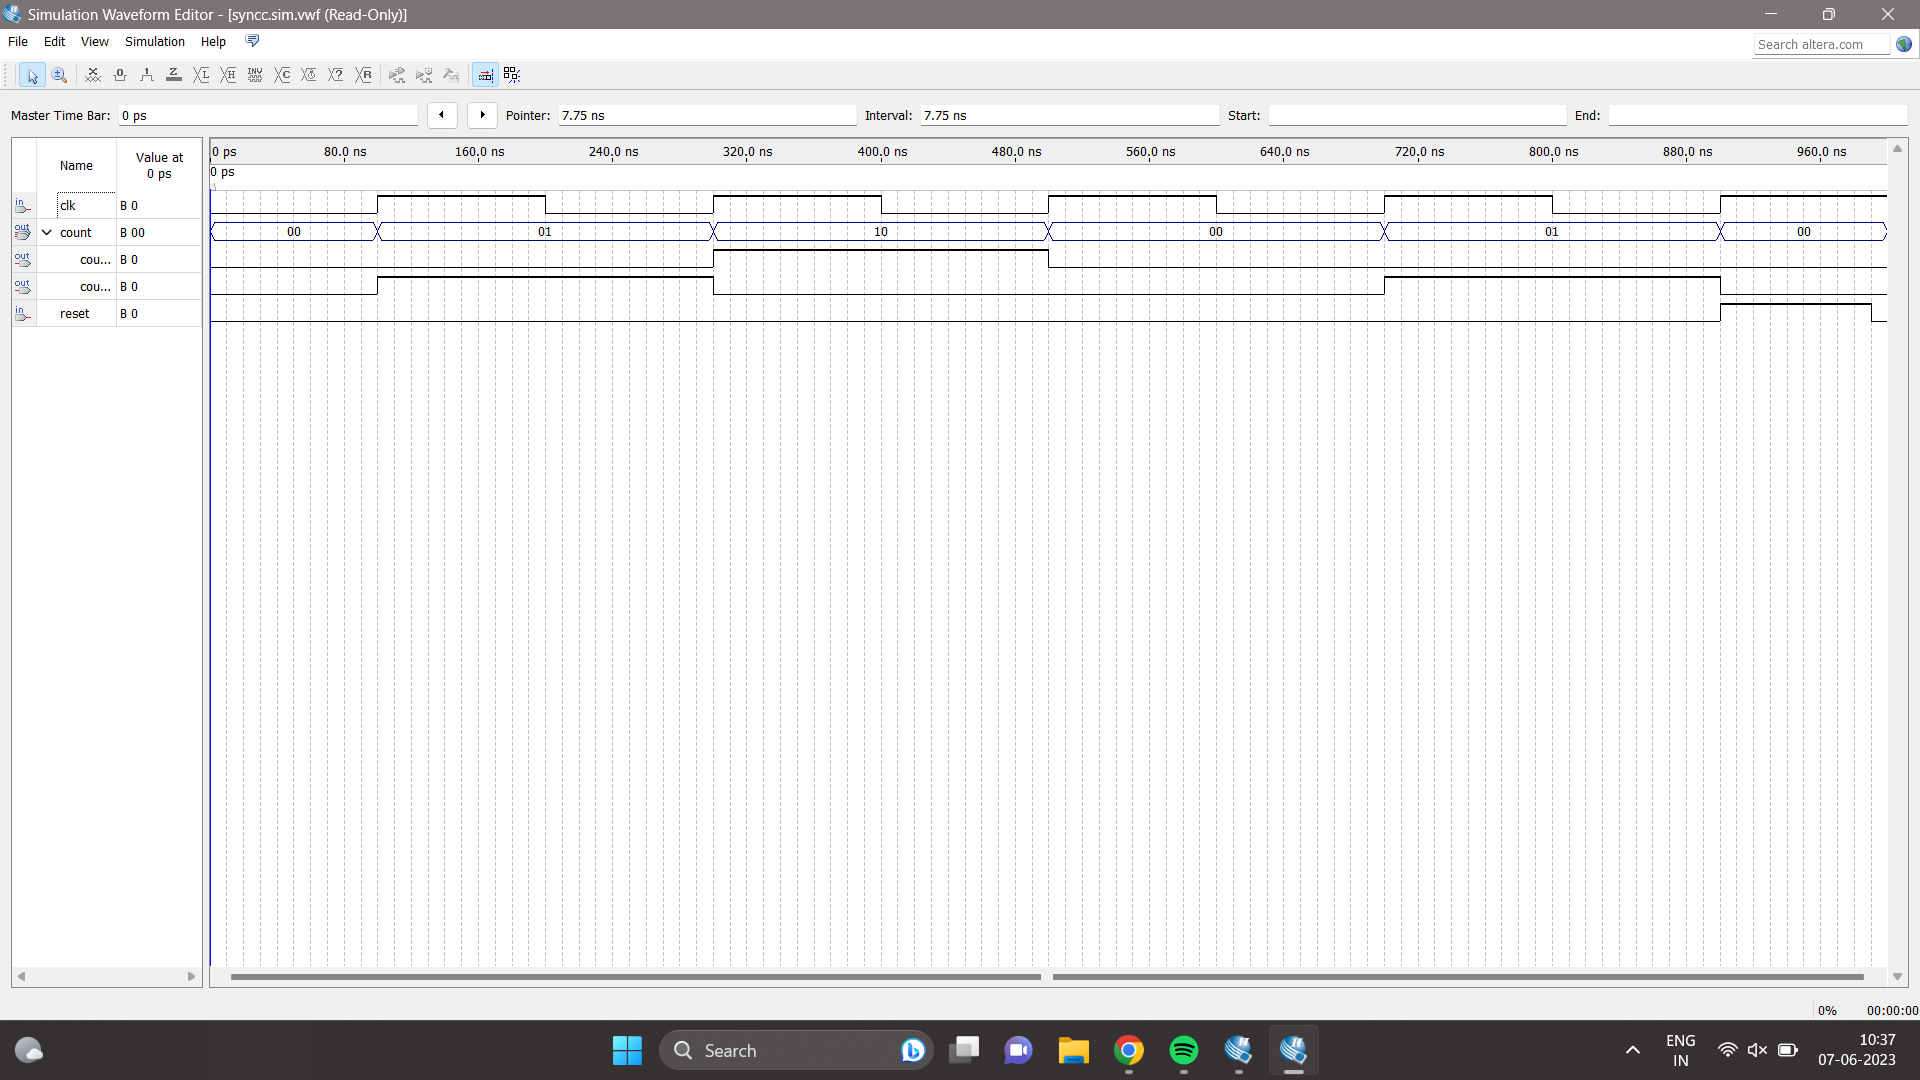 Simulation Waveform Editor - [syncc.sim.vwf (Read-Only)]
File Edit View Simulation Help
Search altera.com
Master Time Bar: 0 ps Pointer: 7.75 ns Interval: 7.75 ns Start: End:
Name Value at 0 ps
0 ps 80.0 ns 160.0 ns 240.0 ns 320.0 ns 400.0 ns 480.0 ns 560.0 ns 640.0 ns 720.0 ns 800.0 ns 880.0 ns 960.0 ns
0 ps
in clk B 0
out count B 00 00 01 10 00 01 00
out cou... B 0
out cou... B 0
in reset B 0
0% 00:00:00
Search
ENG
IN
10:37
07-06-2023